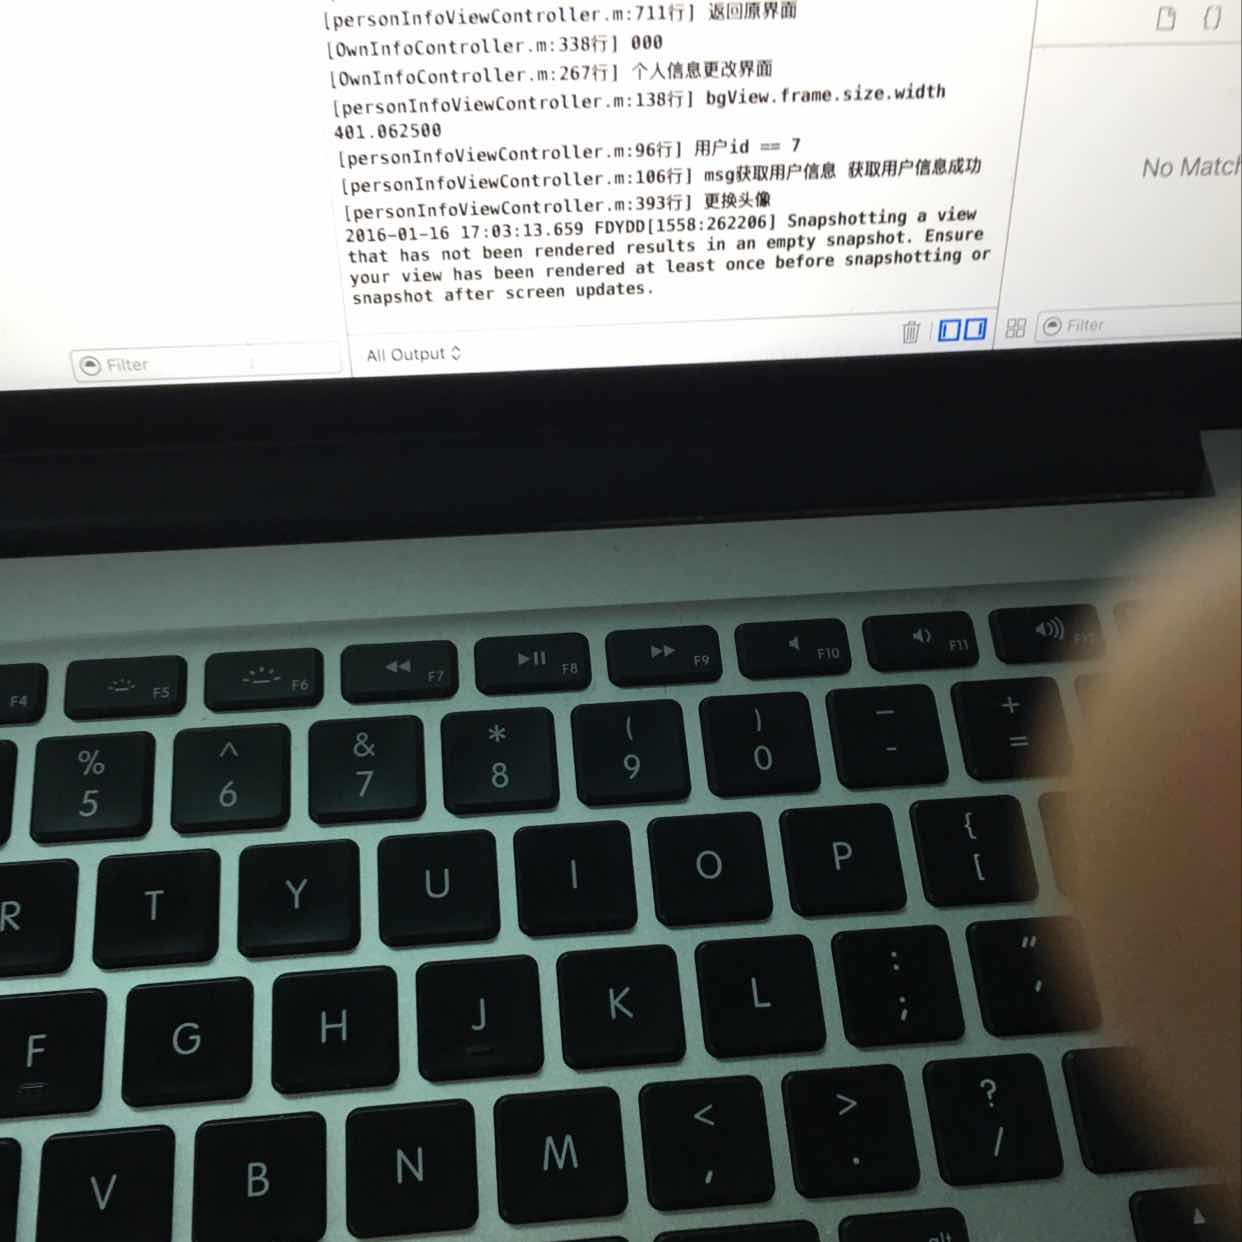 [personInfoViewController.m:711行] 返回原界面
[OwnInfoController.m:338行] 000
[OwnInfoController.m:267行] 个人信息更改界面
[personInfoViewController.m:138行] bgView.frame.size.width
401.062500
[personInfoViewController.m:96行] 用户id == 7
[personInfoViewController.m:106行] msg获取用户信息 获取用户信息成功
[personInfoViewController.m:393行] 更换头像
2016-01-16 17:03:13.659 FDYDD[1558:262206] Snapshotting a view
that has not been rendered results in an empty snapshot. Ensure
your view has been rendered at least once before snapshotting or
snapshot after screen updates.
{}
No Match
Filter
All Output
Filter
F4 F5 F6 F7 F8 F9 F10 F11 F12
% ^ & * ( ) _ +
5 6 7 8 9 0 - =
R T Y U I O P { [
F G H J K L : ; " '
V B N M < , > . ? /
alt